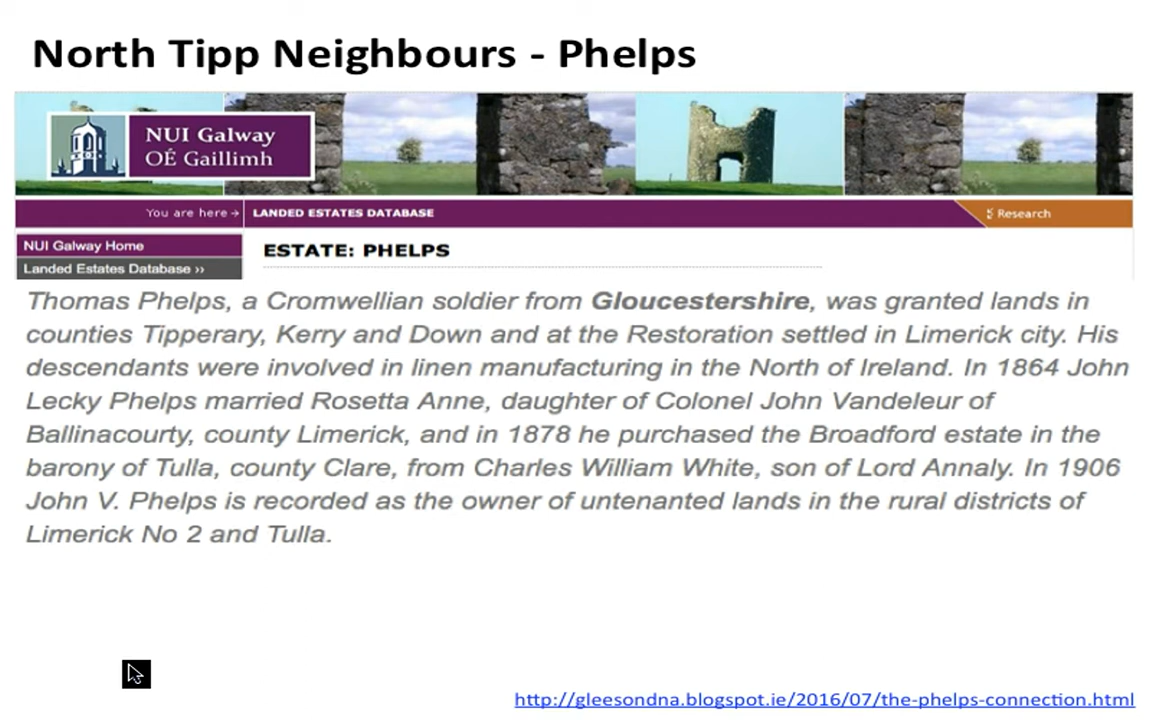 North Tipp Neighbours - Phelps
NUI Galway
OÉ Gaillimh
You are here → LANDED ESTATES DATABASE
Research
NUI Galway Home
Landed Estates Database ››
ESTATE: PHELPS
Thomas Phelps, a Cromwellian soldier from Gloucestershire, was granted lands in
counties Tipperary, Kerry and Down and at the Restoration settled in Limerick city. His
descendants were involved in linen manufacturing in the North of Ireland. In 1864 John
Lecky Phelps married Rosetta Anne, daughter of Colonel John Vandeleur of
Ballinacourty, county Limerick, and in 1878 he purchased the Broadford estate in the
barony of Tulla, county Clare, from Charles William White, son of Lord Annaly. In 1906
John V. Phelps is recorded as the owner of untenanted lands in the rural districts of
Limerick No 2 and Tulla.
http://gleesondna.blogspot.ie/2016/07/the-phelps-connection.html